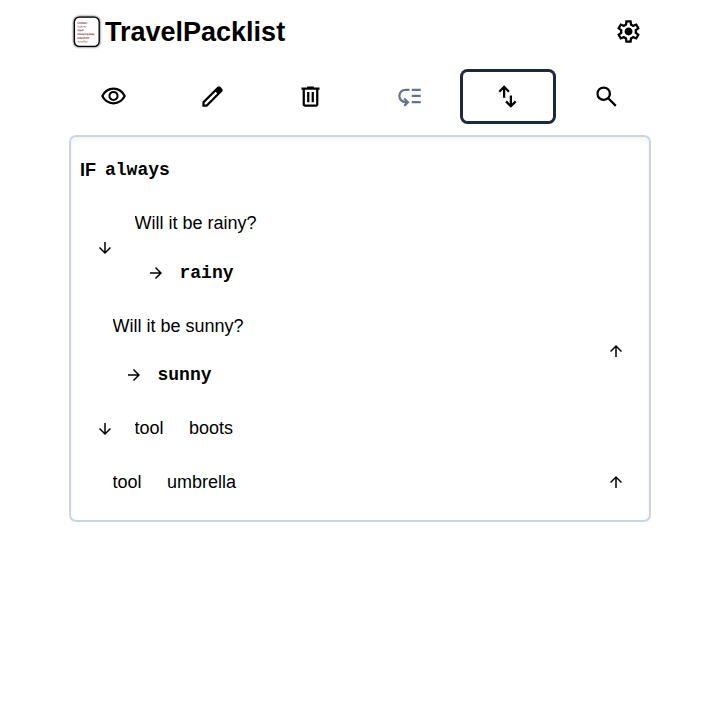 TravelPacklist
IF always
Will it be rainy?
→ rainy
Will it be sunny?
→ sunny
tool boots
tool umbrella